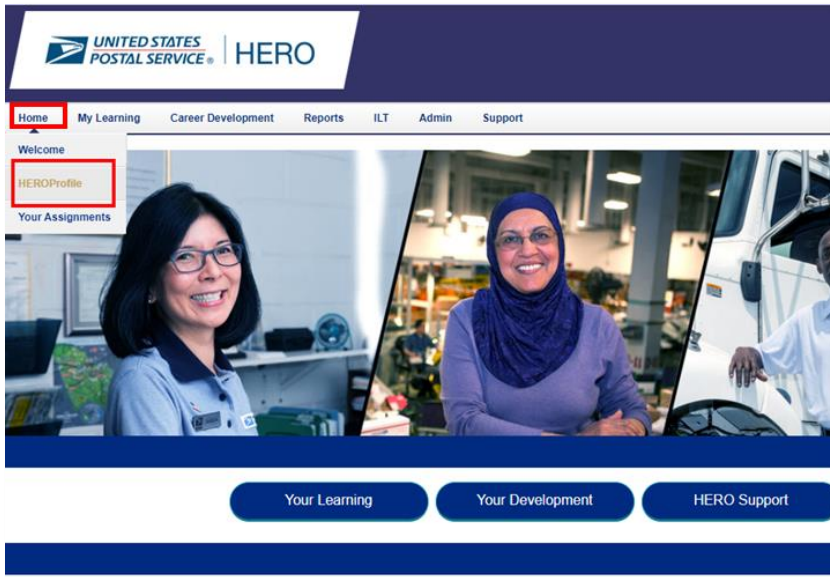 UNITED STATES
POSTAL SERVICE® | HERO
Home My Learning Career Development Reports ILT Admin Support
Welcome
HEROProfile
Your Assignments
Your Learning Your Development HERO Support